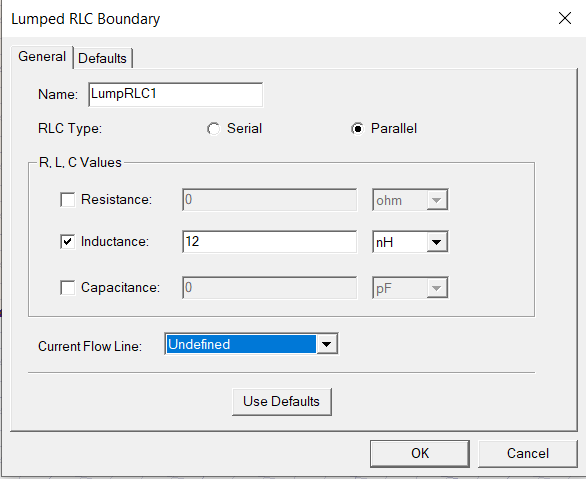 Lumped RLC Boundary
General Defaults
Name: LumpRLC1
RLC Type: Serial Parallel
R, L, C Values
Resistance: 0 ohm
Inductance: 12 nH
Capacitance: 0 pF
Current Flow Line: Undefined
Use Defaults
OK Cancel